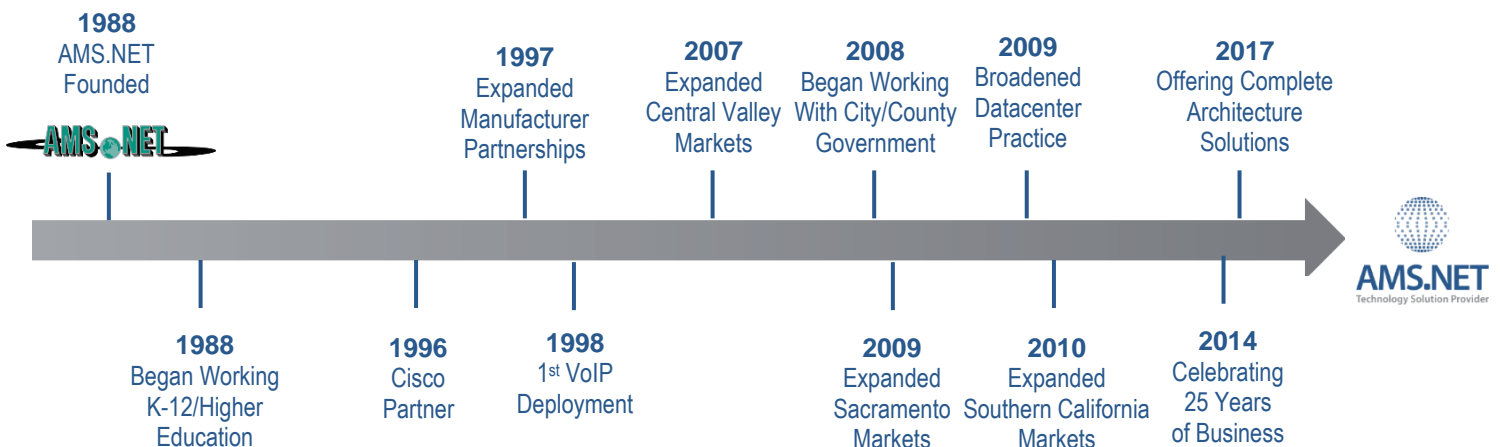 1988
AMS.NET
Founded
AMS.NET
1997
Expanded
Manufacturer
Partnerships
2007
Expanded
Central Valley
Markets
2008
Began Working
With City/County
Government
2009
Broadened
Datacenter
Practice
2017
Offering Complete
Architecture
Solutions
AMS.NET
Technology Solution Provider
1988
Began Working
K-12/Higher
Education
1996
Cisco
Partner
1998
1st VoIP
Deployment
2009
Expanded
Sacramento
Markets
2010
Expanded
Southern California
Markets
2014
Celebrating
25 Years
of Business